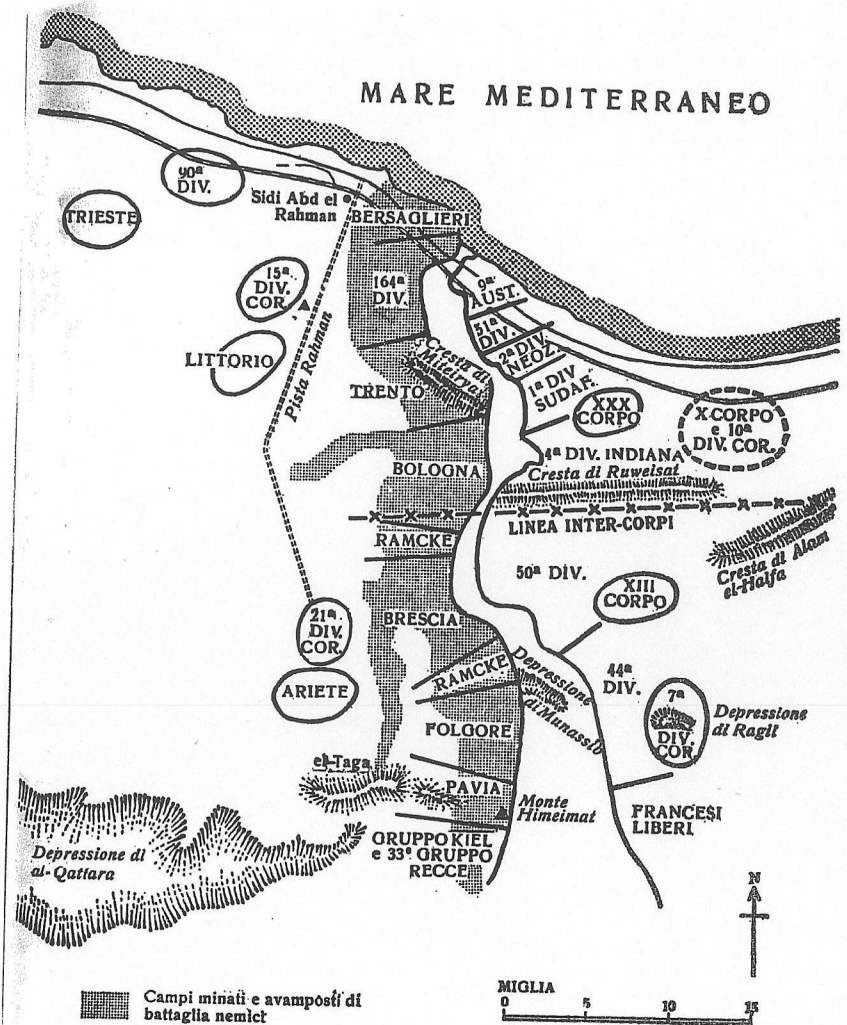 MARE MEDITERRANEO
90ª
DIV.
Sidi Abd el
Rahman
TRIESTE
BERSAGLIERI
15ª
DIV.
COR.
164ª
DIV.
9ª
AUST.
51ª
DIV.
2ª DIV.
NEOZ.
1ª DIV
SUDAF.
LITTORIO
Pista Rahman
Cresta di
Miteirya
TRENTO
XXX
CORPO
X CORPO
e 10ª
DIV. COR.
4ª DIV. INDIANA
Cresta di Ruweisat
BOLOGNA
LINEA INTER-CORPI
RAMCKE
Cresta di Alam
el-Halfa
50ª DIV.
XIII
CORPO
21ª
DIV.
COR.
BRESCIA
ARIETE
RAMCKE
Depressione
di Munassib
44ª
DIV.
7ª
DIV.
COR.
Depressione
di Ragil
FOLGORE
el-Taga
PAVIA
Monte
Himeimat
FRANCESI
LIBERI
GRUPPO KIEL
e 33º GRUPPO
RECCE
Depressione di
al-Qattara
N
Campi minati e avamposti di
battaglia nemici
MIGLIA
0 5 10 15